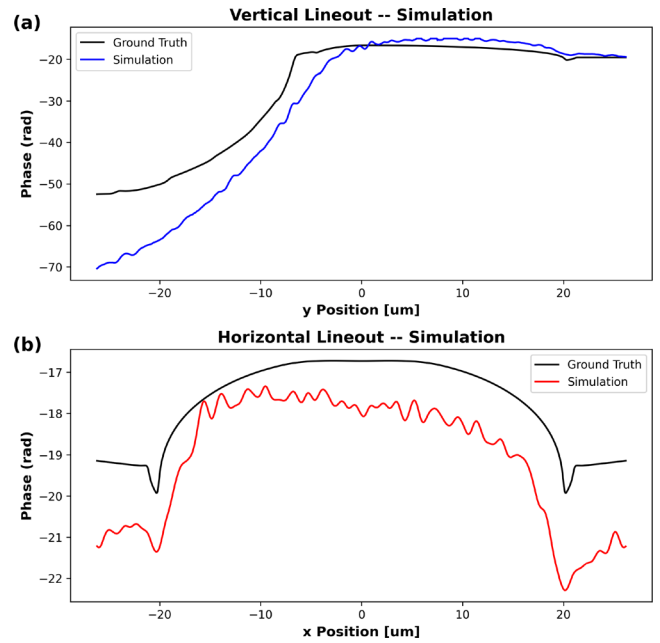 (a)
Vertical Lineout -- Simulation
Ground Truth
Simulation
Phase (rad)
−20
−30
−40
−50
−60
−70
−20
−10
0
10
20
y Position [um]
(b)
Horizontal Lineout -- Simulation
Ground Truth
Simulation
Phase (rad)
−17
−18
−19
−20
−21
−22
−20
−10
0
10
20
x Position [um]